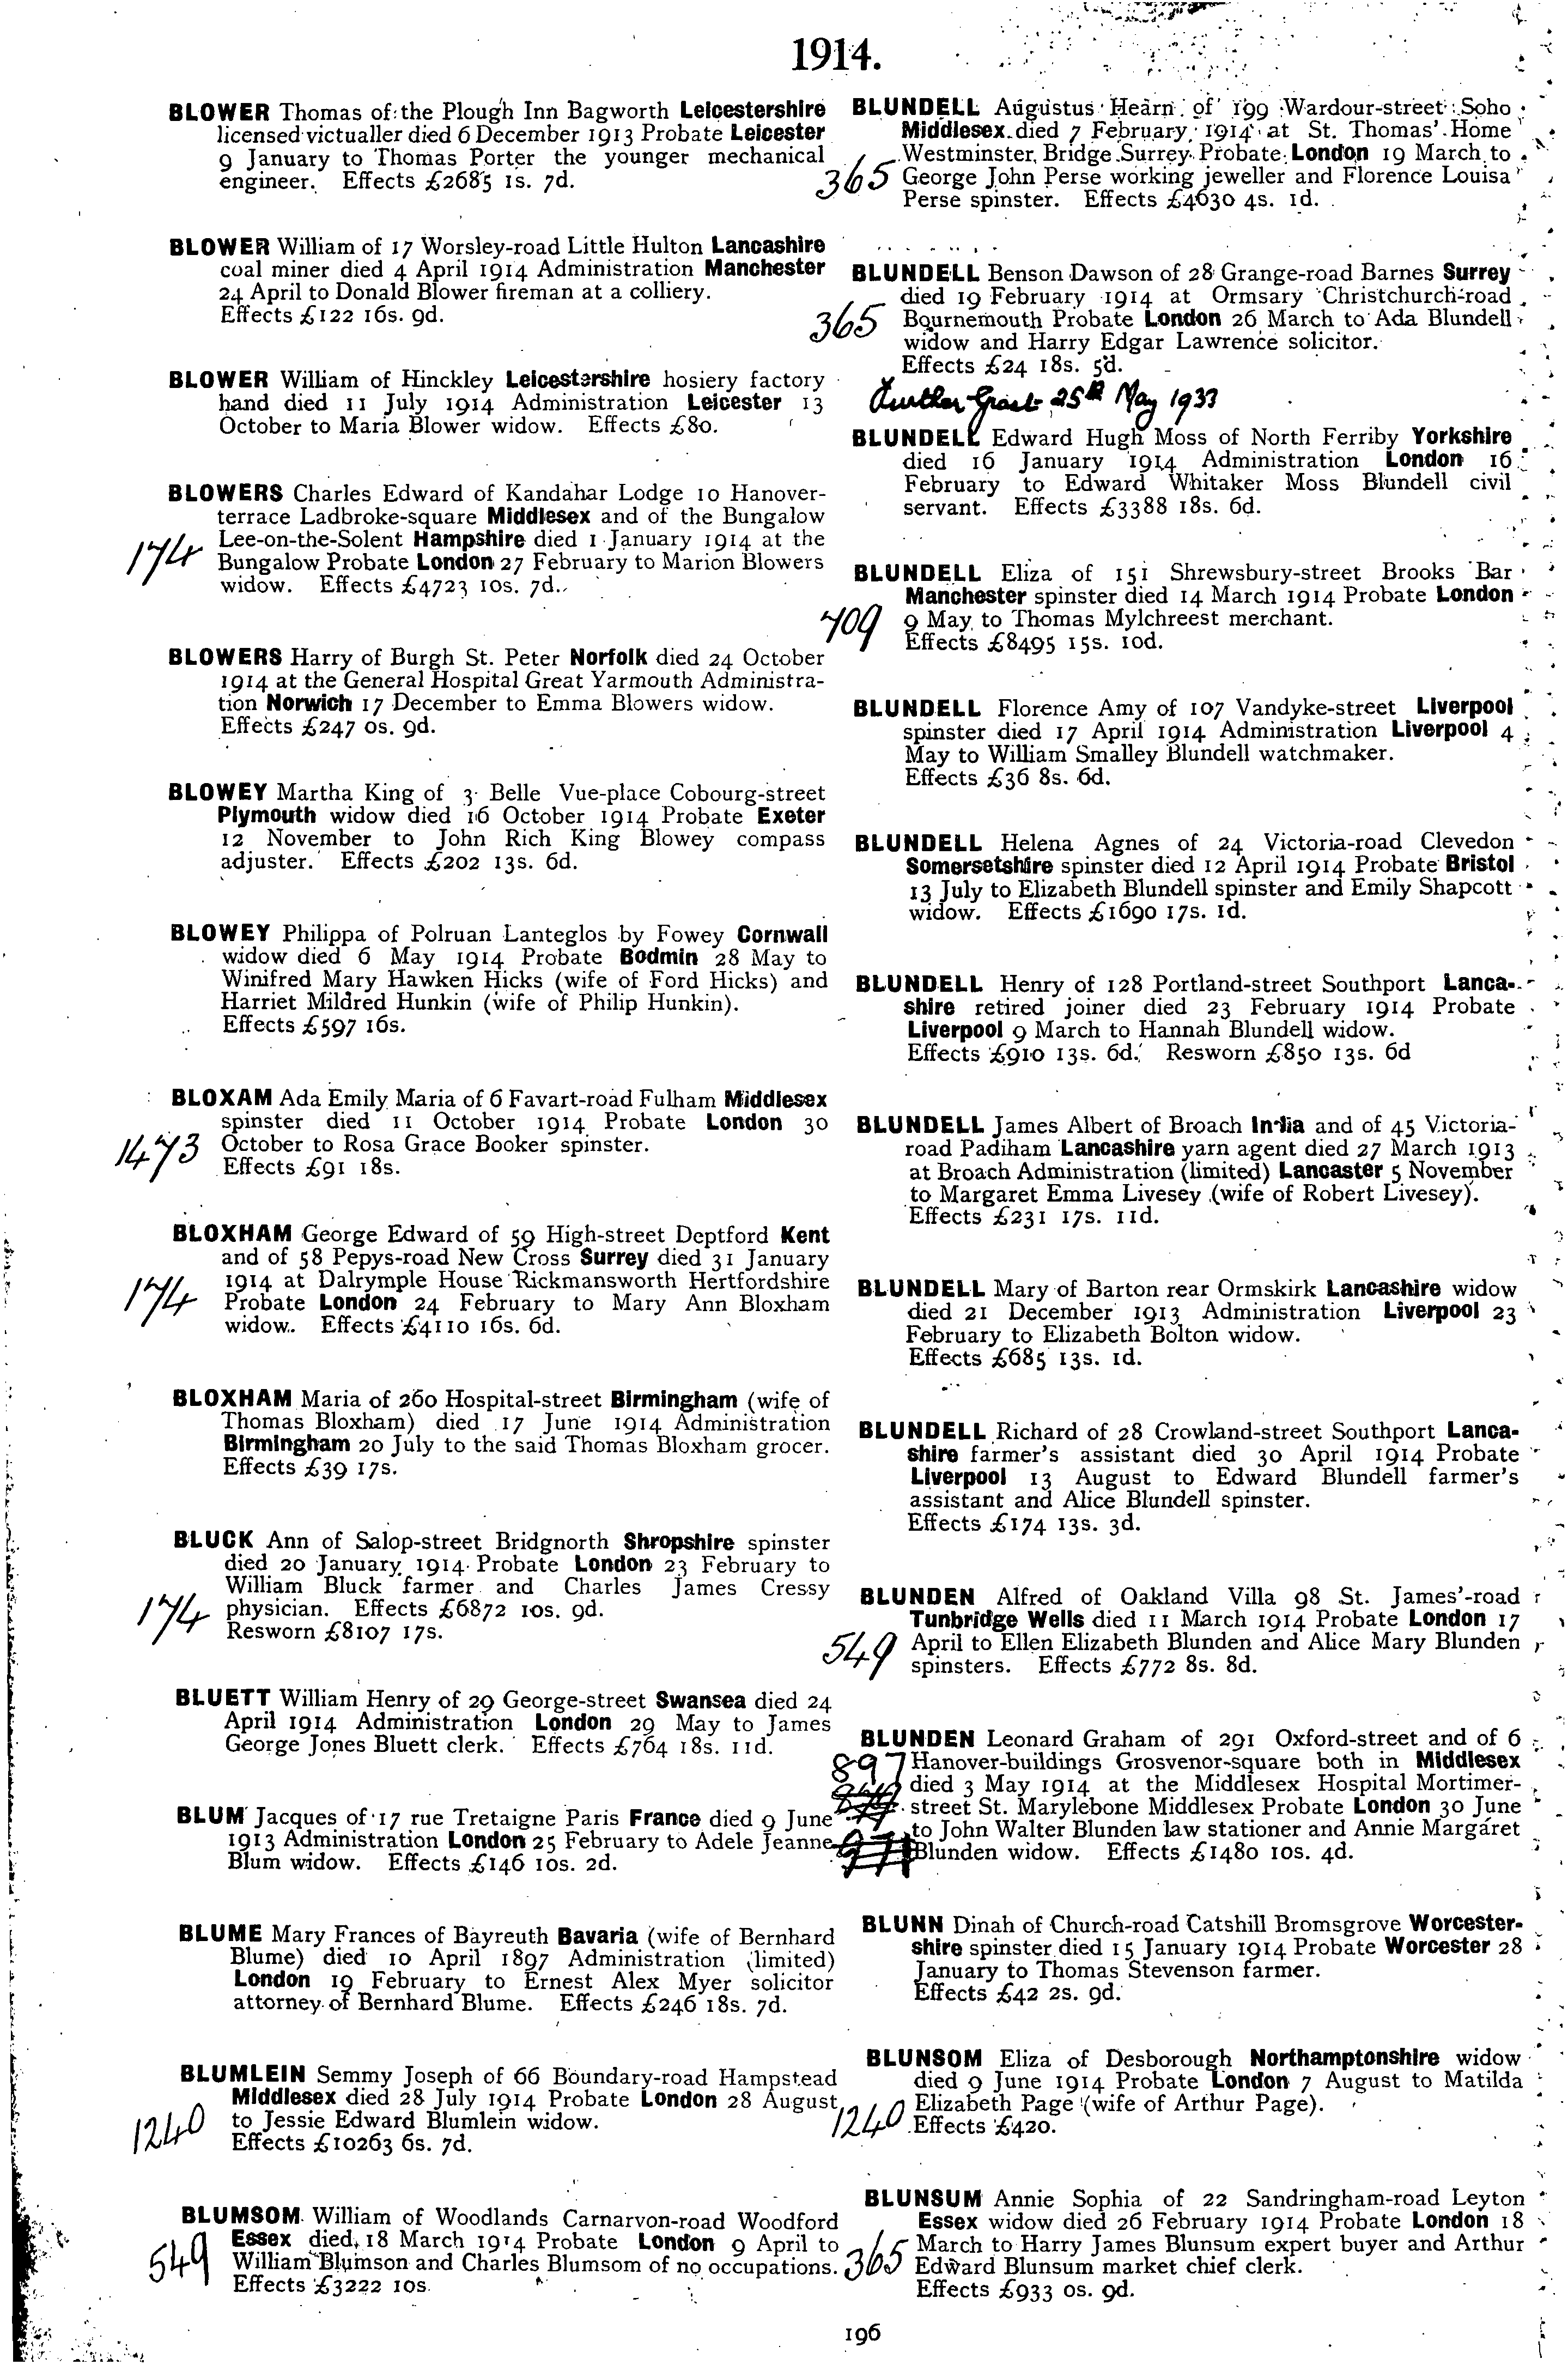 1914.
BLOWER Thomas of the Plough Inn Bagworth Leicestershire
licensed victualler died 6 December 1913 Probate Leicester
9 January to Thomas Porter the younger mechanical
engineer. Effects £2685 1s. 7d.
BLOWER William of 17 Worsley-road Little Hulton Lancashire
coal miner died 4 April 1914 Administration Manchester
24 April to Donald Blower fireman at a colliery.
Effects £122 16s. 9d.
BLOWER William of Hinckley Leicestershire hosiery factory
hand died 11 July 1914 Administration Leicester 13
October to Maria Blower widow. Effects £80.
BLOWERS Charles Edward of Kandahar Lodge 10 Hanover-
terrace Ladbroke-square Middlesex and of the Bungalow
Lee-on-the-Solent Hampshire died 1 January 1914 at the
174
Bungalow Probate London 27 February to Marion Blowers
widow. Effects £4723 10s. 7d.
BLOWERS Harry of Burgh St. Peter Norfolk died 24 October
1914 at the General Hospital Great Yarmouth Administra-
tion Norwich 17 December to Emma Blowers widow.
Effects £247 0s. 9d.
BLOWEY Martha King of 3 Belle Vue-place Cobourg-street
Plymouth widow died 16 October 1914 Probate Exeter
12 November to John Rich King Blowey compass
adjuster. Effects £202 13s. 6d.
BLOWEY Philippa of Polruan Lanteglos by Fowey Cornwall
widow died 6 May 1914 Probate Bodmin 28 May to
Winifred Mary Hawken Hicks (wife of Ford Hicks) and
Harriet Mildred Hunkin (wife of Philip Hunkin).
Effects £597 16s.
BLOXAM Ada Emily Maria of 6 Favart-road Fulham Middlesex
spinster died 11 October 1914 Probate London 30
1473
October to Rosa Grace Booker spinster.
Effects £91 18s.
BLOXHAM George Edward of 59 High-street Deptford Kent
and of 58 Pepys-road New Cross Surrey died 31 January
1914 at Dalrymple House Rickmansworth Hertfordshire
174
Probate London 24 February to Mary Ann Bloxham
widow. Effects £4110 16s. 6d.
BLOXHAM Maria of 260 Hospital-street Birmingham (wife of
Thomas Bloxham) died 17 June 1914 Administration
Birmingham 20 July to the said Thomas Bloxham grocer.
Effects £39 17s.
BLUCK Ann of Salop-street Bridgnorth Shropshire spinster
died 20 January 1914 Probate London 23 February to
William Bluck farmer and Charles James Cressy
174
physician. Effects £6872 10s. 9d.
Resworn £8107 17s.
BLUETT William Henry of 29 George-street Swansea died 24
April 1914 Administration London 29 May to James
George Jones Bluett clerk. Effects £764 18s. 11d.
BLUM Jacques of 17 rue Tretaigne Paris France died 9 June
1913 Administration London 25 February to Adele Jeanne
Blum widow. Effects £146 10s. 2d.
BLUME Mary Frances of Bayreuth Bavaria (wife of Bernhard
Blume) died 10 April 1897 Administration (limited)
London 19 February to Ernest Alex Myer solicitor
attorney of Bernhard Blume. Effects £246 18s. 7d.
BLUMLEIN Semmy Joseph of 66 Boundary-road Hampstead
Middlesex died 28 July 1914 Probate London 28 August
1240
to Jessie Edward Blumlein widow.
Effects £10263 6s. 7d.
BLUMSOM William of Woodlands Carnarvon-road Woodford
Essex died 18 March 1914 Probate London 9 April to
549
William Blumson and Charles Blumsom of no occupations.
Effects £3222 10s.
BLUNDELL Augustus Hearn of 199 Wardour-street Soho
Middlesex died 7 February 1914 at St. Thomas' Home
Westminster Bridge Surrey Probate London 19 March to
365
George John Perse working jeweller and Florence Louisa
Perse spinster. Effects £4630 4s. 1d.
BLUNDELL Benson Dawson of 28 Grange-road Barnes Surrey
died 19 February 1914 at Ormsary Christchurch-road
365
Bournemouth Probate London 26 March to Ada Blundell
widow and Harry Edgar Lawrence solicitor.
Effects £24 18s. 5d.
Further Grant 25th May 1933
BLUNDELL Edward Hugh Moss of North Ferriby Yorkshire
died 16 January 1914 Administration London 16
February to Edward Whitaker Moss Blundell civil
servant. Effects £3388 18s. 6d.
BLUNDELL Eliza of 151 Shrewsbury-street Brooks Bar
Manchester spinster died 14 March 1914 Probate London
709
9 May to Thomas Mylchreest merchant.
Effects £8495 15s. 10d.
BLUNDELL Florence Amy of 107 Vandyke-street Liverpool
spinster died 17 April 1914 Administration Liverpool 4
May to William Smalley Blundell watchmaker.
Effects £36 8s. 6d.
BLUNDELL Helena Agnes of 24 Victoria-road Clevedon
Somersetshire spinster died 12 April 1914 Probate Bristol
13 July to Elizabeth Blundell spinster and Emily Shapcott
widow. Effects £1690 17s. 1d.
BLUNDELL Henry of 128 Portland-street Southport Lanca-
shire retired joiner died 23 February 1914 Probate
Liverpool 9 March to Hannah Blundell widow.
Effects £910 13s. 6d. Resworn £850 13s. 6d
BLUNDELL James Albert of Broach India and of 45 Victoria-
road Padiham Lancashire yarn agent died 27 March 1913
at Broach Administration (limited) Lancaster 5 November
to Margaret Emma Livesey (wife of Robert Livesey).
Effects £231 17s. 11d.
BLUNDELL Mary of Barton rear Ormskirk Lancashire widow
died 21 December 1913 Administration Liverpool 23
February to Elizabeth Bolton widow.
Effects £685 13s. 1d.
BLUNDELL Richard of 28 Crowland-street Southport Lanca-
shire farmer's assistant died 30 April 1914 Probate
Liverpool 13 August to Edward Blundell farmer's
assistant and Alice Blundell spinster.
Effects £174 13s. 3d.
BLUNDEN Alfred of Oakland Villa 98 St. James'-road
Tunbridge Wells died 11 March 1914 Probate London 17
549
April to Ellen Elizabeth Blunden and Alice Mary Blunden
spinsters. Effects £772 8s. 8d.
BLUNDEN Leonard Graham of 291 Oxford-street and of 6
897
Hanover-buildings Grosvenor-square both in Middlesex
died 3 May 1914 at the Middlesex Hospital Mortimer-
street St. Marylebone Middlesex Probate London 30 June
to John Walter Blunden law stationer and Annie Margaret
Blunden widow. Effects £1480 10s. 4d.
BLUNN Dinah of Church-road Catshill Bromsgrove Worcester-
shire spinster died 15 January 1914 Probate Worcester 28
January to Thomas Stevenson farmer.
Effects £42 2s. 9d.
BLUNSOM Eliza of Desborough Northamptonshire widow
died 9 June 1914 Probate London 7 August to Matilda
Elizabeth Page (wife of Arthur Page).
1240
Effects £420.
BLUNSUM Annie Sophia of 22 Sandringham-road Leyton
Essex widow died 26 February 1914 Probate London 18
March to Harry James Blunsum expert buyer and Arthur
365
Edward Blunsum market chief clerk.
Effects £933 0s. 9d.
196